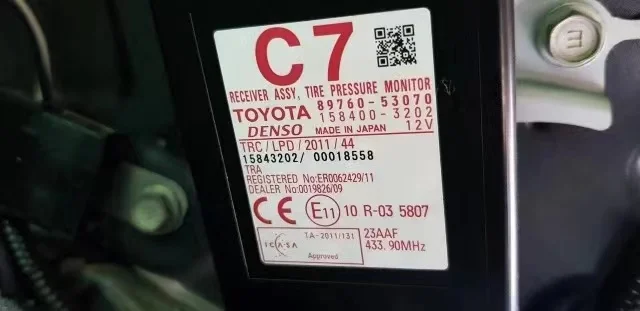 C7
RECEIVER ASSY, TIRE PRESSURE MONITOR
TOYOTA 89760-53070
158400-3202
DENSO MADE IN JAPAN 12V
TRC/LPD/2011/44
15843202/ 00018558
TRA
REGISTERED No:ER0062429/11
DEALER No:0019826/09
CE E11 10 R-03 5807
ICASA TA-2011/131 Approved
23AAF
433.90MHz
E